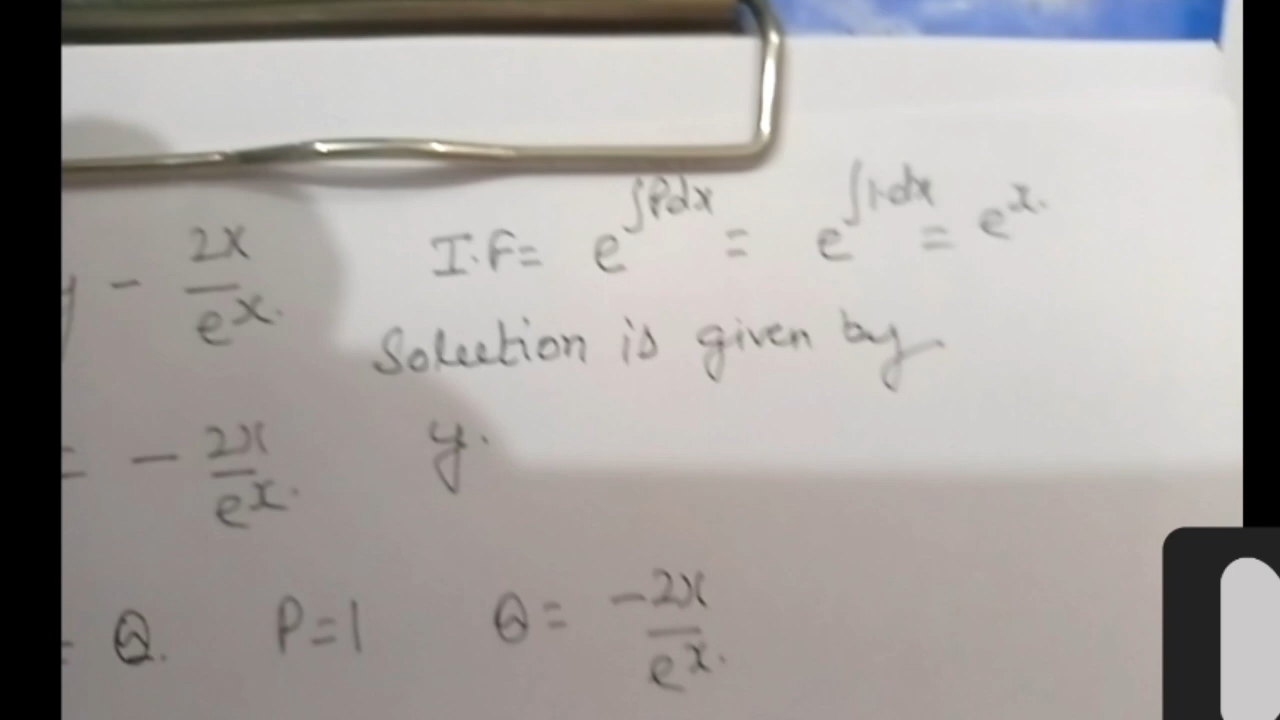 - 2x/e^x.
I.F = e^∫Pdx = e^∫1·dx = e^x.
Solution is given by
= - 2x/e^x.
y.
= Q. P=1 Q = -2x/e^x.